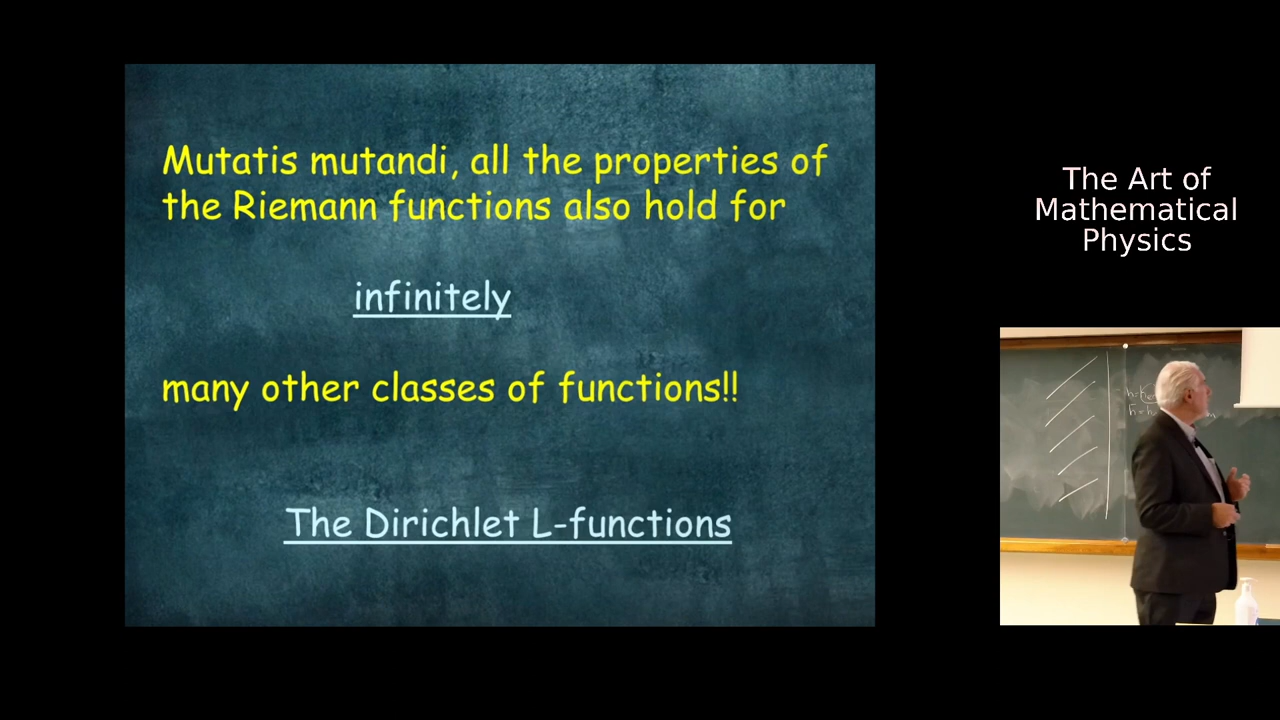 Mutatis mutandi, all the properties of
the Riemann functions also hold for
infinitely
many other classes of functions!!
The Dirichlet L-functions
The Art of
Mathematical
Physics